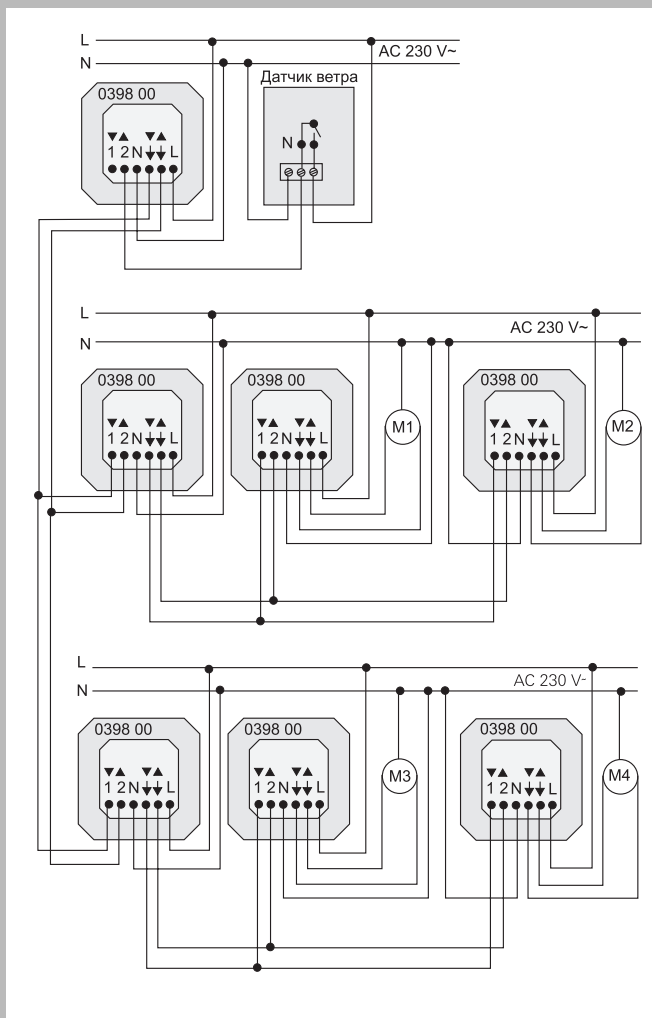 L
AC 230 V~
N
Датчик ветра
0398 00
N
▼▲ ▼▲
1 2 N ↓↓ L
L
AC 230 V~
N
0398 00 0398 00 0398 00
▼▲ ▼▲ ▼▲ ▼▲ ▼▲ ▼▲
1 2 N ↓↓ L 1 2 N ↓↓ L M1 1 2 N ↓↓ L M2
L
N
AC 230 V-
0398 00 0398 00 0398 00
▼▲ ▼▲ ▼▲ ▼▲ ▼▲ ▼▲
1 2 N ↓↓ L 1 2 N ↓↓ L M3 1 2 N ↓↓ L M4